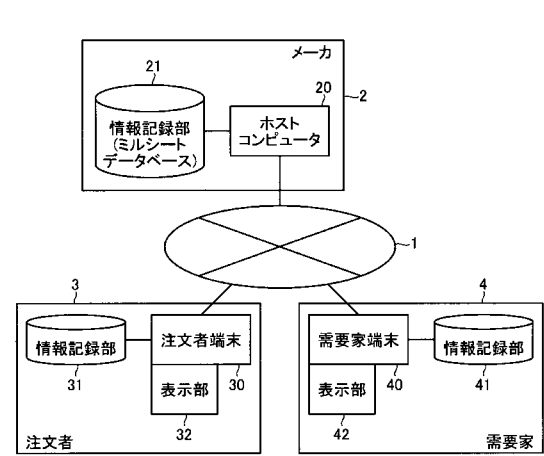 メーカ
21
20
2
情報記録部
(ミルシート
データベース)
ホスト
コンピュータ
1
3
4
情報記録部
注文者端末
需要家端末
情報記録部
31
表示部
30
表示部
40
41
32
42
注文者
需要家